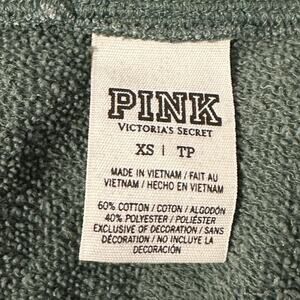 PINK
VICTORIA'S SECRET
XS | TP
MADE IN VIETNAM / FAIT AU
VIETNAM / HECHO EN VIETNAM
60% COTTON / COTON / ALGODÓN
40% POLYESTER / POLIÉSTER
EXCLUSIVE OF DECORATION / SANS
DÉCORATION / NO INCLUYE LA
DECORACIÓN